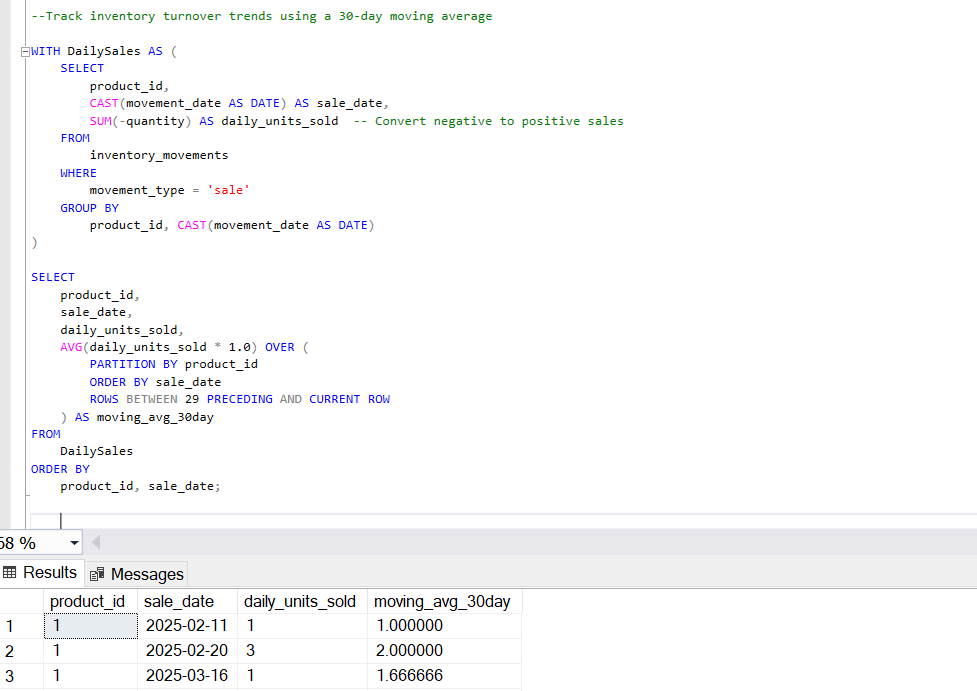 --Track inventory turnover trends using a 30-day moving average
WITH DailySales AS (
SELECT
product_id,
CAST(movement_date AS DATE) AS sale_date,
SUM(-quantity) AS daily_units_sold  -- Convert negative to positive sales
FROM
inventory_movements
WHERE
movement_type = 'sale'
GROUP BY
product_id, CAST(movement_date AS DATE)
)
SELECT
product_id,
sale_date,
daily_units_sold,
AVG(daily_units_sold * 1.0) OVER (
PARTITION BY product_id
ORDER BY sale_date
ROWS BETWEEN 29 PRECEDING AND CURRENT ROW
) AS moving_avg_30day
FROM
DailySales
ORDER BY
product_id, sale_date;
68 %
Results Messages
product_id sale_date daily_units_sold moving_avg_30day
1 1 2025-02-11 1 1.000000
2 1 2025-02-20 3 2.000000
3 1 2025-03-16 1 1.666666